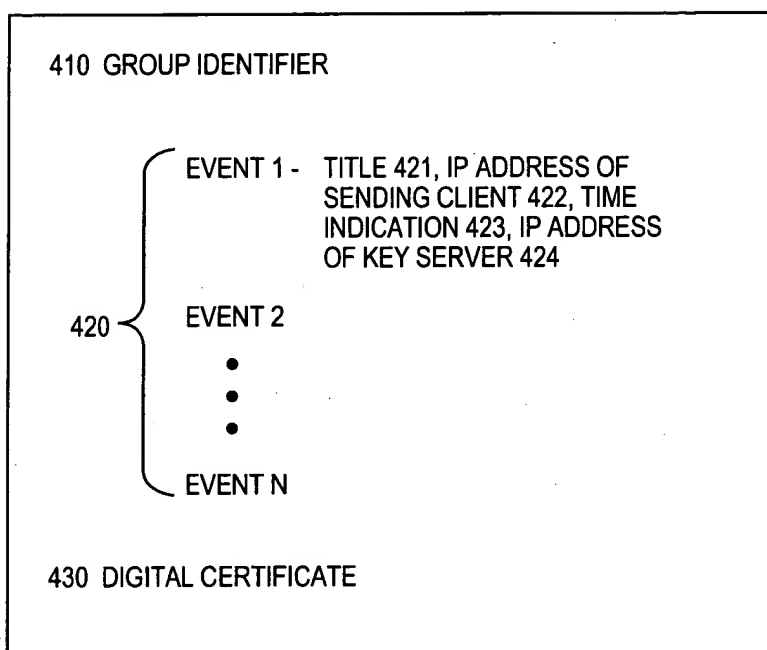 410 GROUP IDENTIFIER
EVENT 1 - TITLE 421, IP ADDRESS OF
SENDING CLIENT 422, TIME
INDICATION 423, IP ADDRESS
OF KEY SERVER 424
420
EVENT 2
EVENT N
430 DIGITAL CERTIFICATE